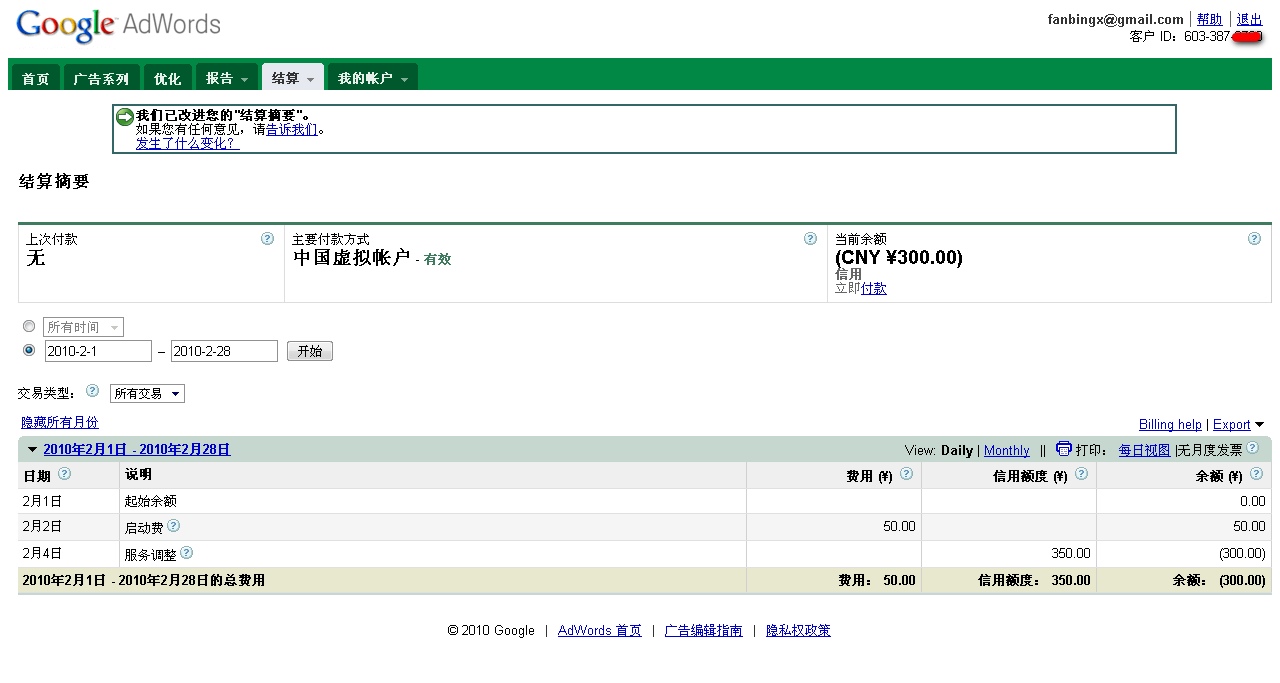 Google AdWords
fanbingx@gmail.com | 帮助 | 退出
客户 ID: 603-387-
首页 广告系列 优化 报告 结算 我的帐户
我们已改进您的"结算摘要"。
如果您有任何意见，请告诉我们。
发生了什么变化?
结算摘要
上次付款
无
主要付款方式
中国虚拟帐户 - 有效
当前余额
(CNY ¥300.00)
信用
立即付款
所有时间
2010-2-1 – 2010-2-28 开始
交易类型： 所有交易
隐藏所有月份
Billing help | Export
2010年2月1日 - 2010年2月28日 View: Daily | Monthly || 打印： 每日视图 |无月度发票
日期 说明 费用 (¥) 信用额度 (¥) 余额 (¥)
2月1日 起始余额 0.00
2月2日 启动费 50.00 50.00
2月4日 服务调整 350.00 (300.00)
2010年2月1日 - 2010年2月28日的总费用 费用： 50.00 信用额度： 350.00 余额： (300.00)
© 2010 Google | AdWords 首页 | 广告编辑指南 | 隐私权政策